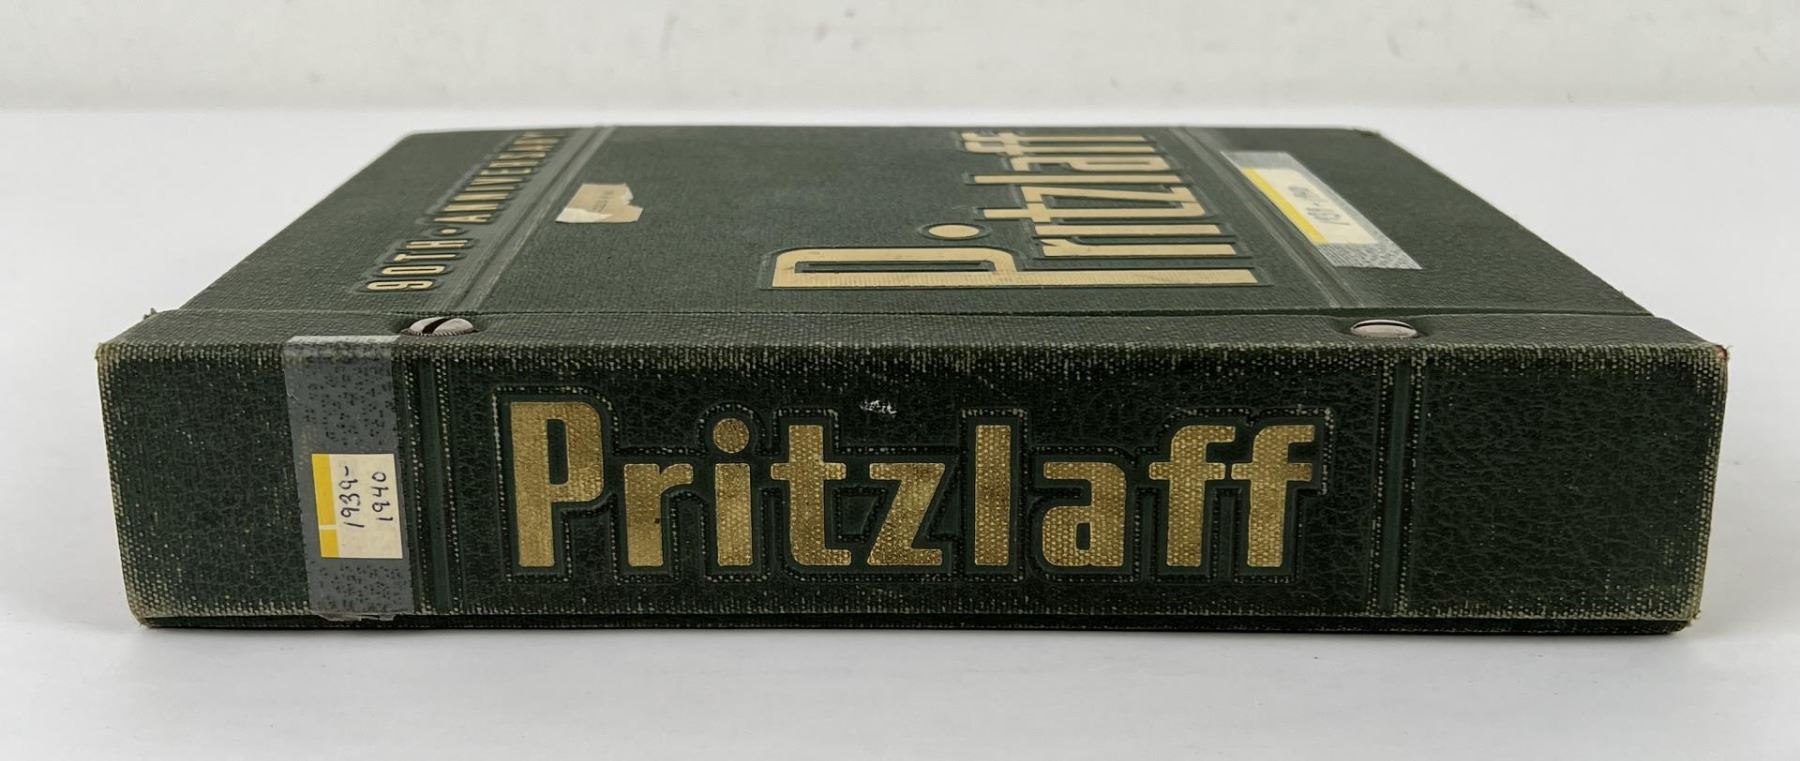 90TH • ANNIVERSARY
Pritzlaff
Pritzlaff
1939-
1940